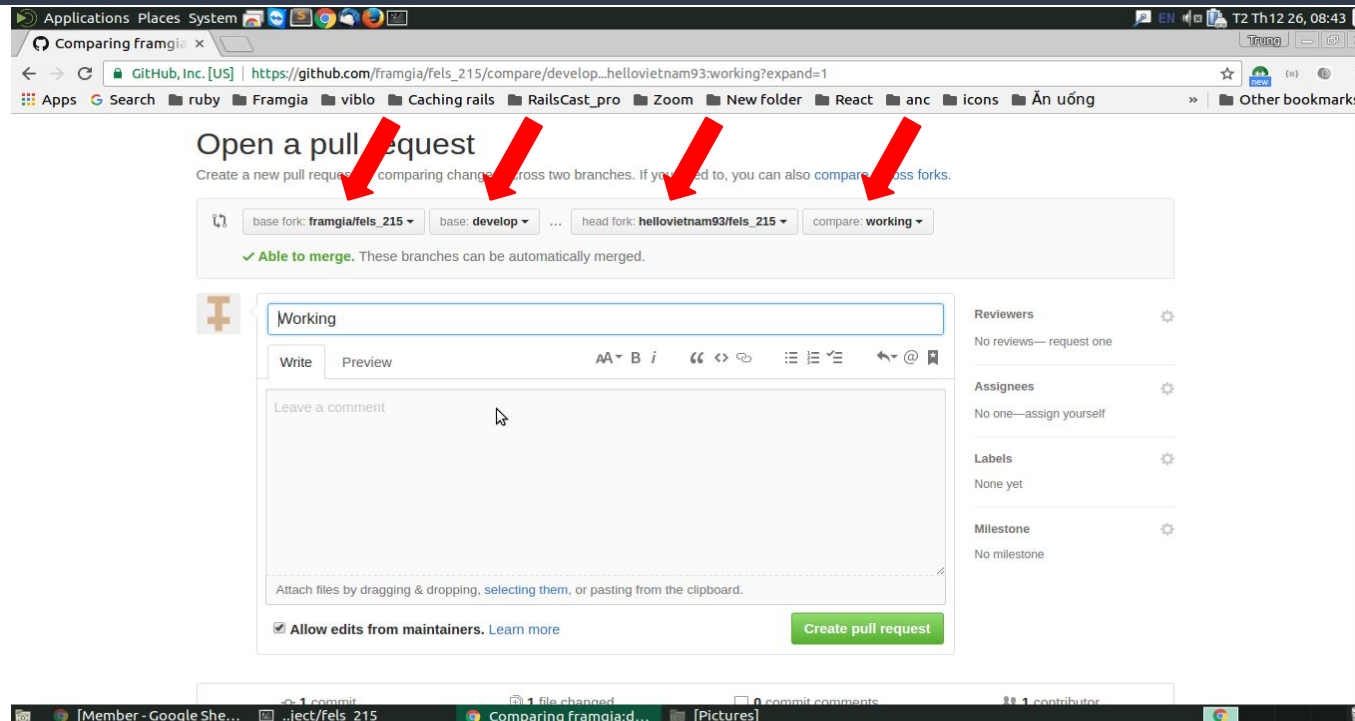 Applications Places System EN T2 Th12 26, 08:43
Comparing framgia × Trung
GitHub, Inc. [US] https://github.com/framgia/fels_215/compare/develop...hellovietnam93:working?expand=1 new
Apps G Search ruby Framgia viblo Caching rails RailsCast_pro Zoom New folder React anc icons Ăn uống » Other bookmarks
Open a pull request
Create a new pull request comparing changes across two branches. If you need to, you can also compare across forks.
base fork: framgia/fels_215 base: develop ... head fork: hellovietnam93/fels_215 compare: working
✓ Able to merge. These branches can be automatically merged.
Working
Write Preview AA B i “ <> @
Leave a comment
Attach files by dragging & dropping, selecting them, or pasting from the clipboard.
Allow edits from maintainers. Learn more Create pull request
Reviewers
No reviews— request one
Assignees
No one—assign yourself
Labels
None yet
Milestone
No milestone
1 commit 1 file changed 0 commit comments 1 contributor
[Member - Google She... ..ject/fels_215 Comparing framgia:d... [Pictures]